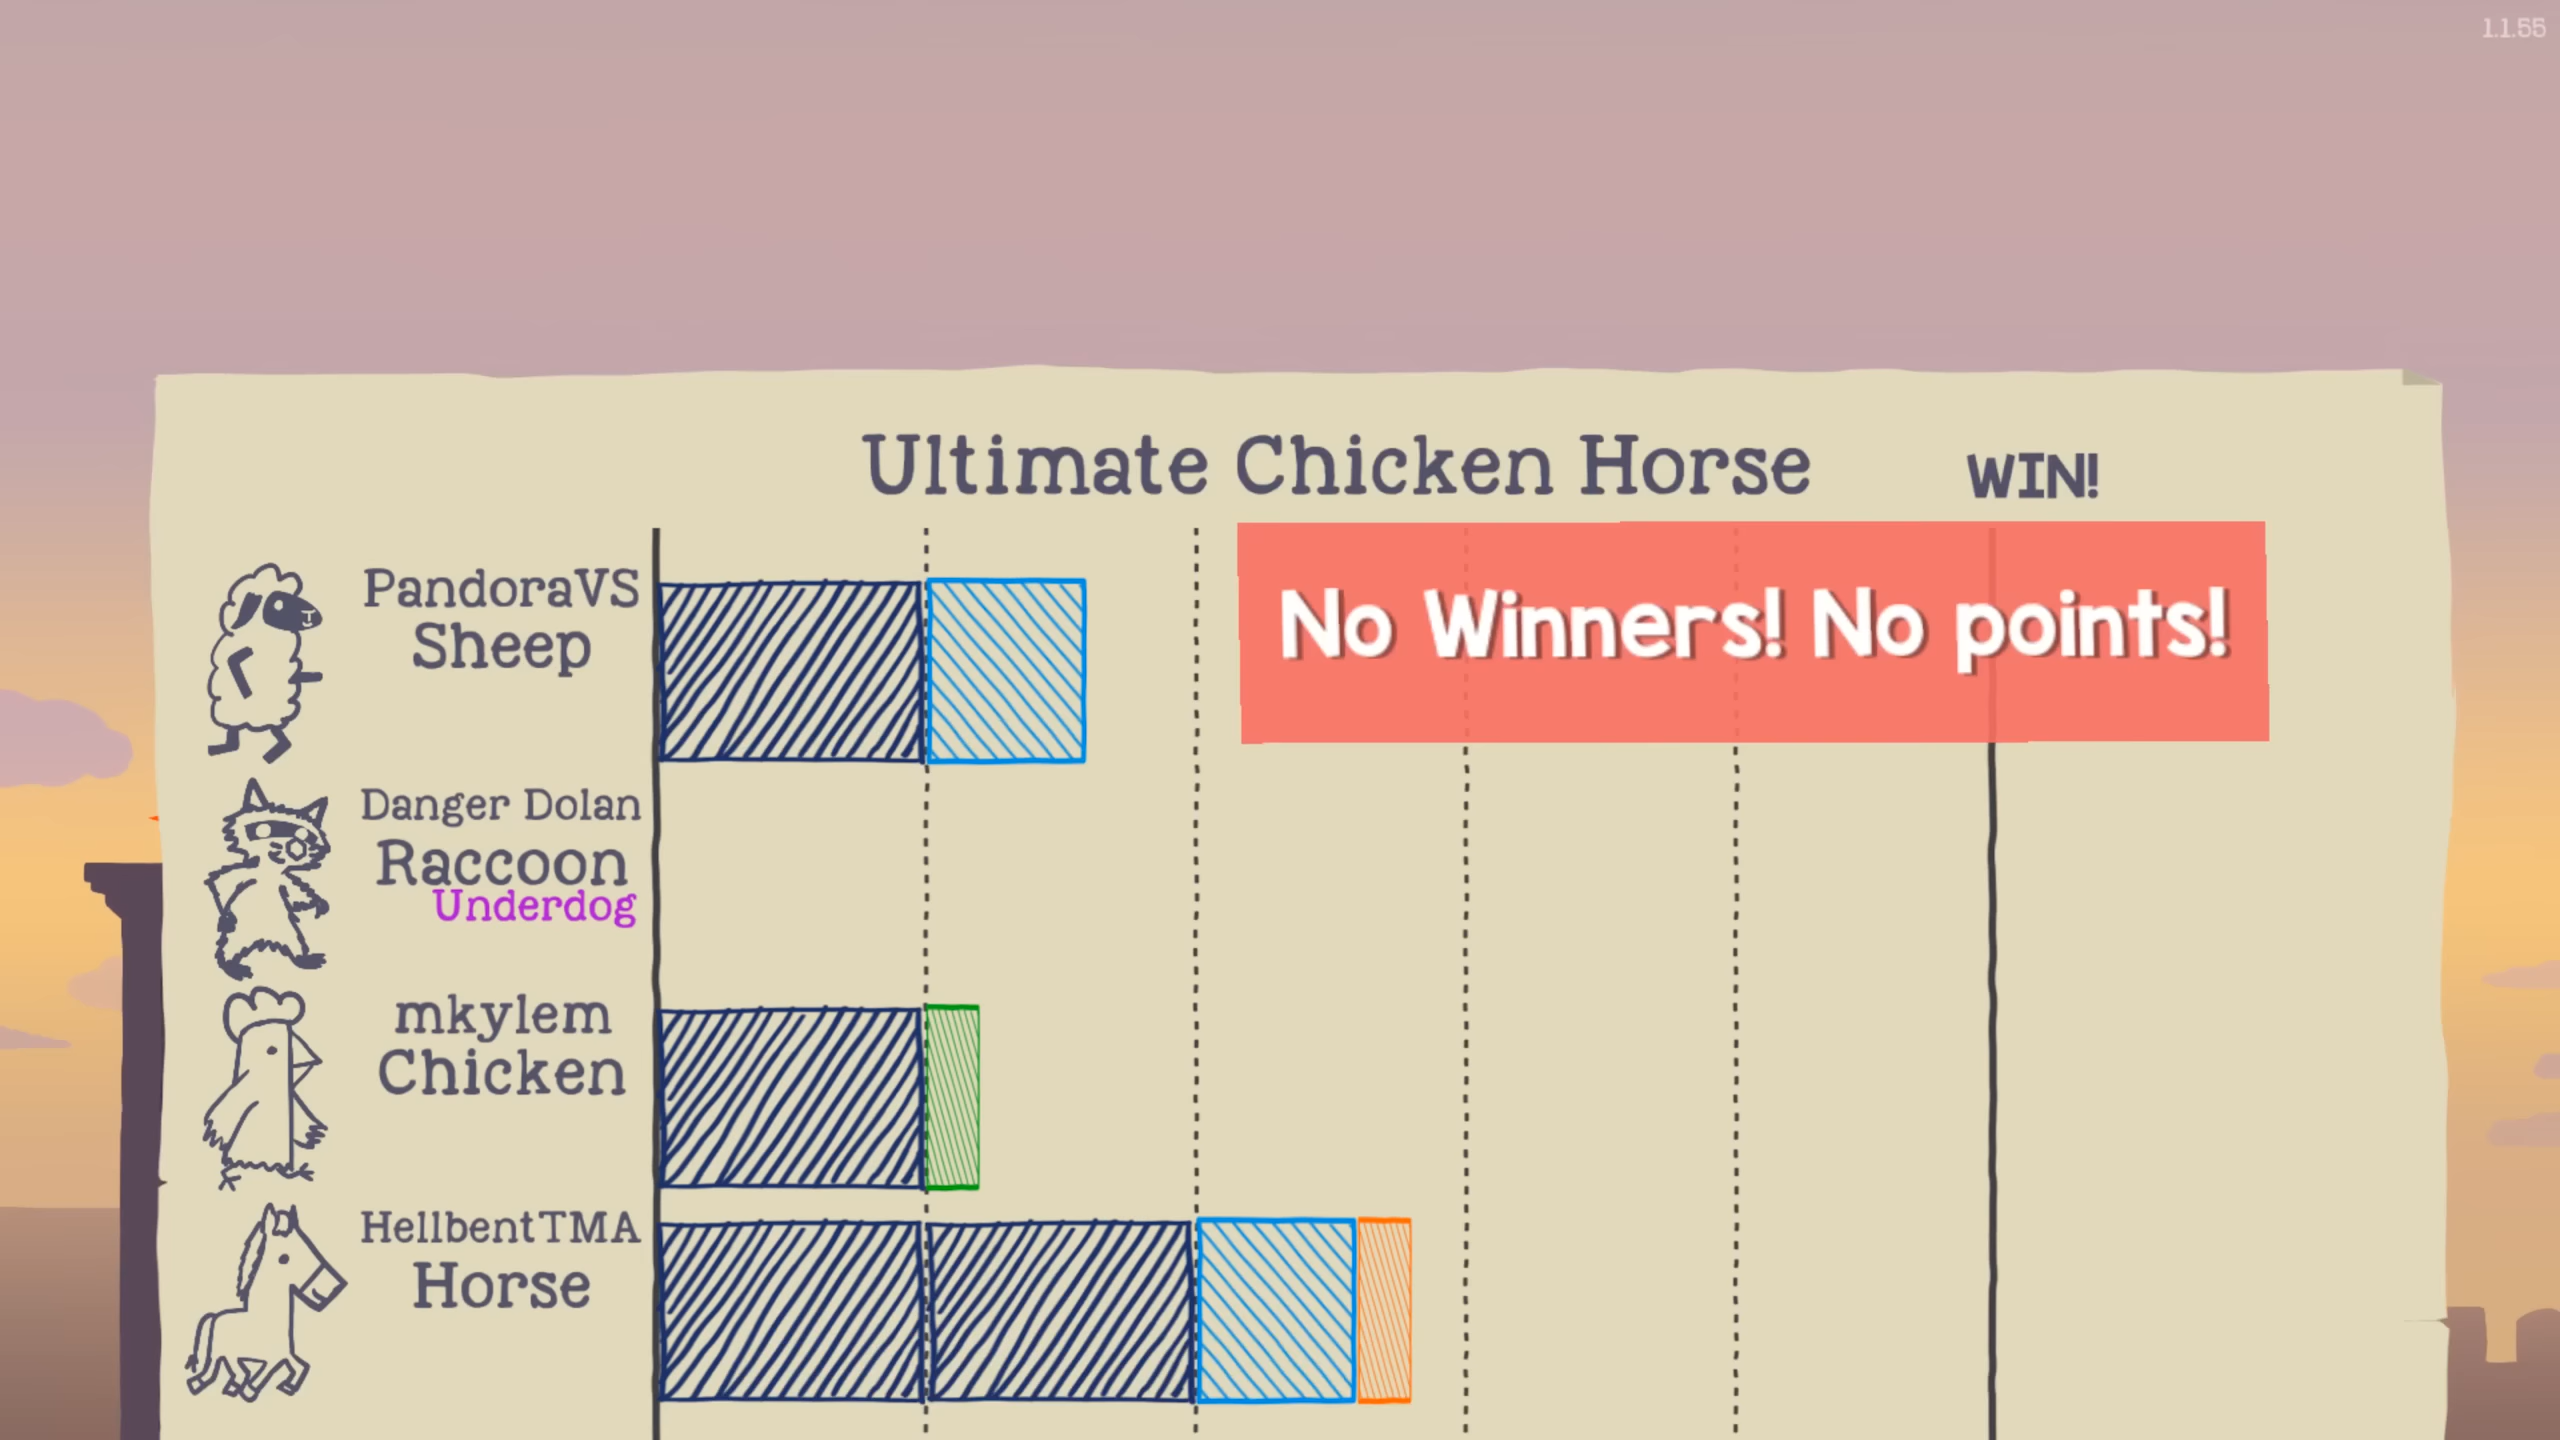 1.1.55
Ultimate Chicken Horse
WIN!
No Winners! No points!
PandoraVS
Sheep
Danger Dolan
Raccoon
Underdog
mkylem
Chicken
HellbentTMA
Horse